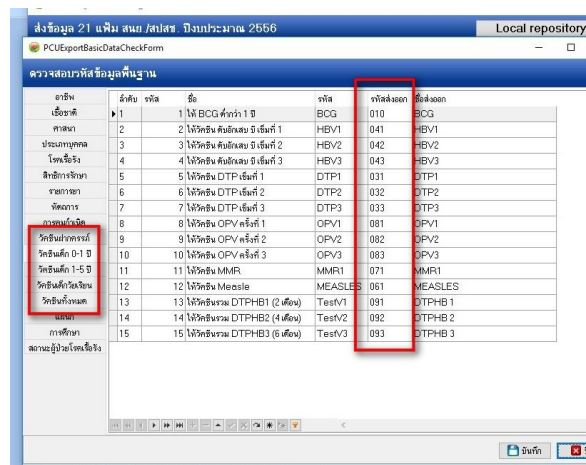 ส่งข้อมูล 21 แฟ้ม สนย./สปสช. ปีงบประมาณ 2556 Local repository
PCUExportBasicDataCheckForm
ตรวจสอบรหัสข้อมูลพื้นฐาน
อาชีพ
เชื้อชาติ
ศาสนา
ประเภทบุคคล
โรคเรื้อรัง
สิทธิการรักษา
รายการยา
หัตถการ
การคุมกำเนิด
วัคซีนฝากครรภ์
วัคซีนเด็ก 0-1 ปี
วัคซีนเด็ก 1-5 ปี
วัคซีนเด็กวัยเรียน
วัคซีนทั้งหมด
แผนก
การศึกษา
สถานะผู้ป่วยโรคเรื้อรัง
ลำดับ รหัส ชื่อ รหัส รหัสส่งออก ชื่อส่งออก
1 1 ให้ BCG ต่ำกว่า 1 ปี BCG 010 BCG
2 2 ให้วัคซีน ตับอักเสบ บี เข็มที่ 1 HBV1 041 HBV1
3 3 ให้วัคซีน ตับอักเสบ บี เข็มที่ 2 HBV2 042 HBV2
4 4 ให้วัคซีน ตับอักเสบ บี เข็มที่ 3 HBV3 043 HBV3
5 5 ให้วัคซีน DTP เข็มที่ 1 DTP1 031 DTP1
6 6 ให้วัคซีน DTP เข็มที่ 2 DTP2 032 DTP2
7 7 ให้วัคซีน DTP เข็มที่ 3 DTP3 033 DTP3
8 8 ให้วัคซีน OPV ครั้งที่ 1 OPV1 081 OPV1
9 9 ให้วัคซีน OPV ครั้งที่ 2 OPV2 082 OPV2
10 10 ให้วัคซีน OPV ครั้งที่ 3 OPV3 083 OPV3
11 11 ให้วัคซีน MMR MMR1 071 MMR1
12 12 ให้วัคซีน Measle MEASLES 061 MEASLES
13 13 ให้วัคซีนรวม DTPHB1 (2 เดือน) TestV1 091 DTPHB 1
14 14 ให้วัคซีนรวม DTPHB2 (4 เดือน) TestV2 092 DTPHB 2
15 15 ให้วัคซีนรวม DTPHB3 (6 เดือน) TestV3 093 DTPHB 3
บันทึก